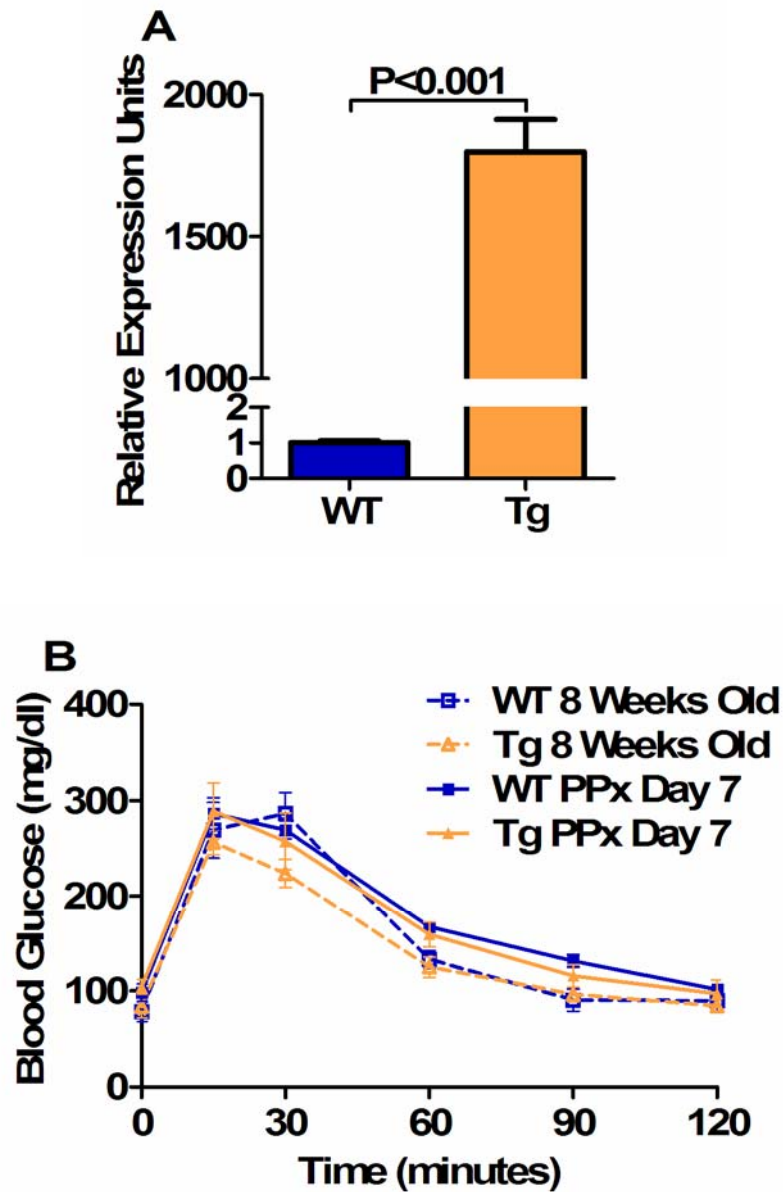 A
P<0.001
Relative Expression Units
2000
1500
1000
2
1
0
WT
Tg
B
Blood Glucose (mg/dl)
400
300
200
100
0
WT 8 Weeks Old
Tg 8 Weeks Old
WT PPx Day 7
Tg PPx Day 7
0
30
60
90
120
Time (minutes)